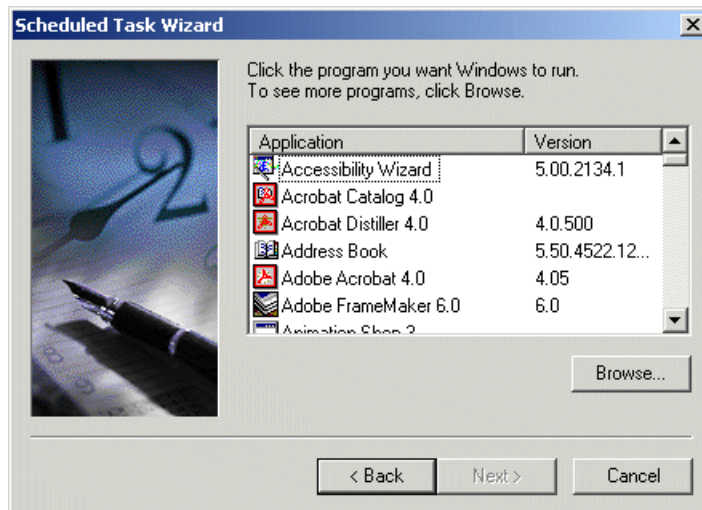 Scheduled Task Wizard
Click the program you want Windows to run.
To see more programs, click Browse.
Application Version
Accessibility Wizard 5.00.2134.1
Acrobat Catalog 4.0
Acrobat Distiller 4.0 4.0.500
Address Book 5.50.4522.12...
Adobe Acrobat 4.0 4.05
Adobe FrameMaker 6.0 6.0
Animation Shop 3
Browse...
< Back Next > Cancel